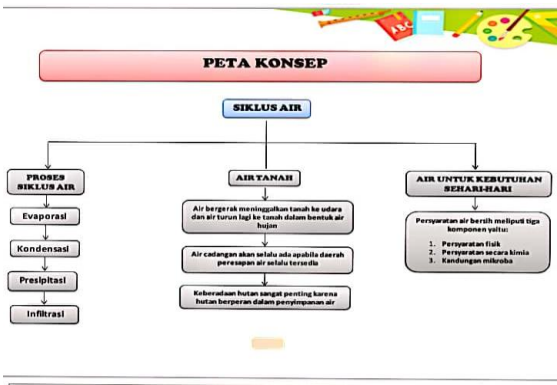 ABC
PETA KONSEP
SIKLUS AIR
PROSES
SIKLUS AIR
Evaporasi
Kondensasi
Presipitasi
Infiltrasi
AIR TANAH
Air bergerak meninggalkan tanah ke udara
dan air turun lagi ke tanah dalam bentuk air
hujan
Air cadangan akan selalu ada apabila daerah
peresapan air selalu tersedia
Keberadaan hutan sangat penting karena
hutan berperan dalam penyimpanan air
AIR UNTUK KEBUTUHAN
SEHARI-HARI
Persyaratan air bersih meliputi tiga
komponen yaitu:
1. Persyaratan fisik
2. Persyaratan secara kimia
3. Kandungan mikroba